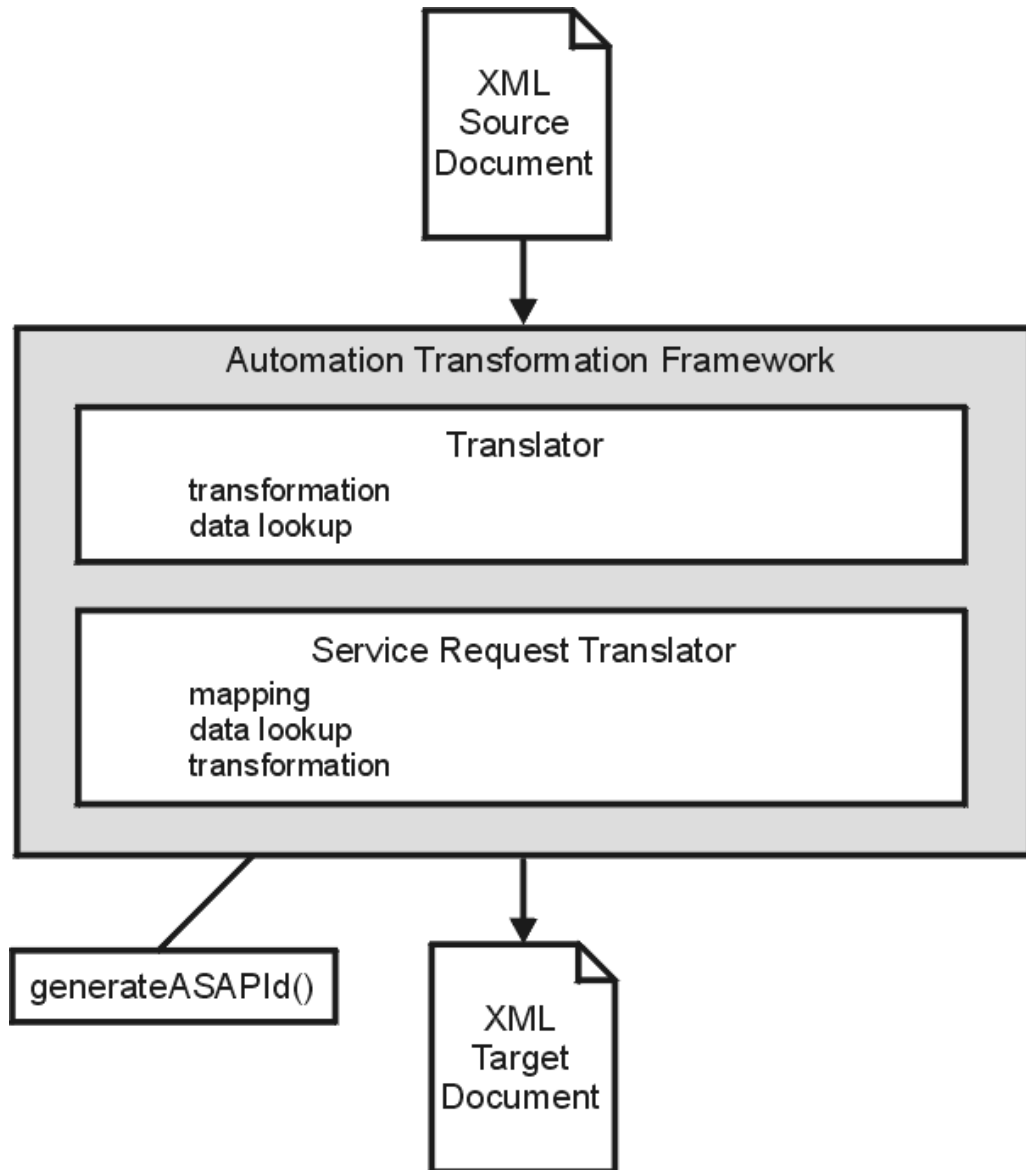 XML
Source
Document
Automation Transformation Framework
Translator
transformation
data lookup
Service Request Translator
mapping
data lookup
transformation
generateASAPId()
XML
Target
Document